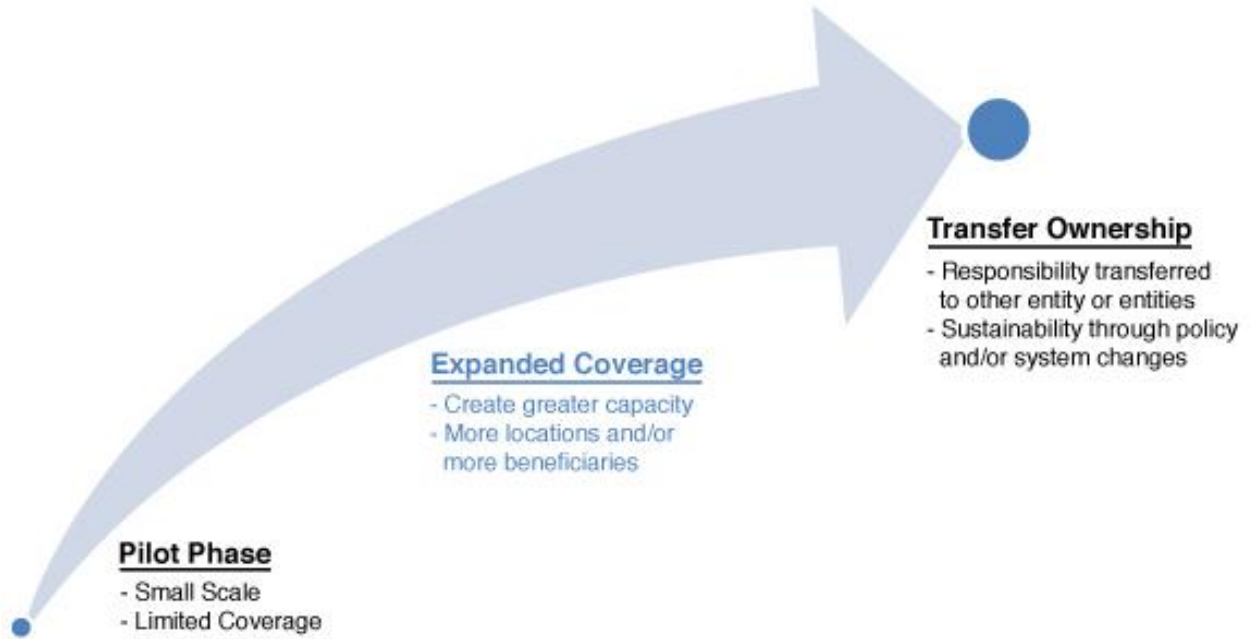 Transfer Ownership
- Responsibility transferred
to other entity or entities
- Sustainability through policy
and/or system changes
Expanded Coverage
- Create greater capacity
- More locations and/or
more beneficiaries
Pilot Phase
- Small Scale
- Limited Coverage